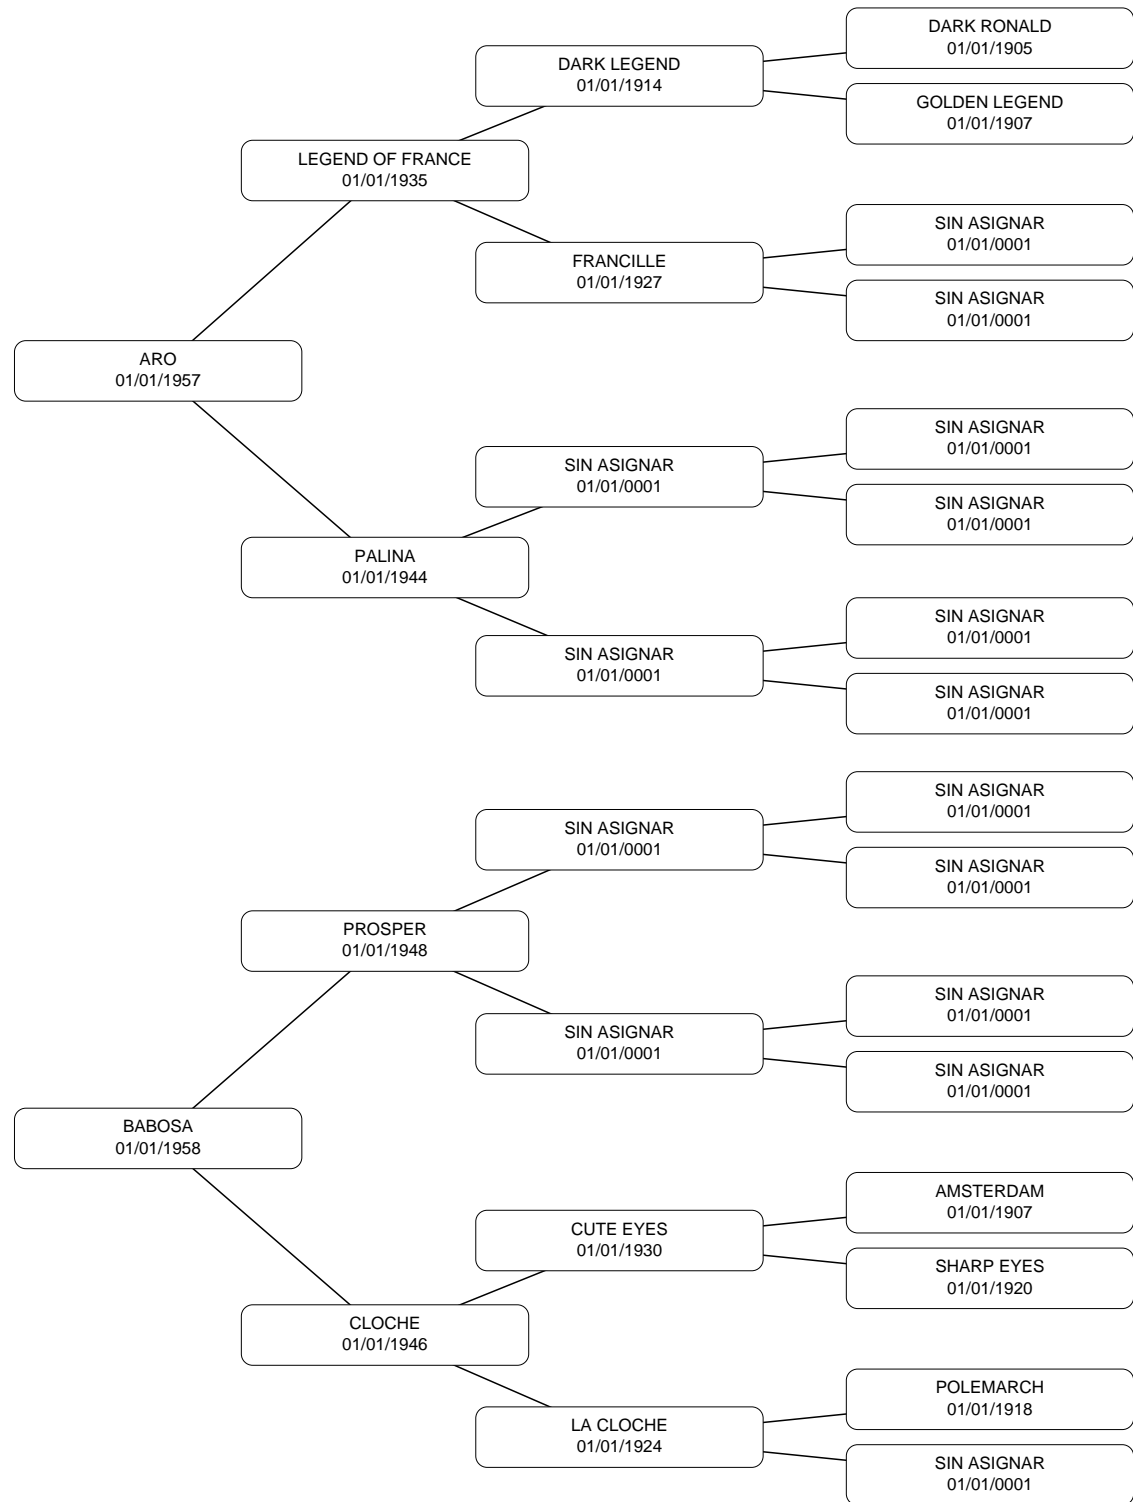 DARK RONALD
01/01/1905
DARK LEGEND
01/01/1914
GOLDEN LEGEND
01/01/1907
LEGEND OF FRANCE
01/01/1935
SIN ASIGNAR
01/01/0001
FRANCILLE
01/01/1927
SIN ASIGNAR
01/01/0001
ARO
01/01/1957
SIN ASIGNAR
01/01/0001
SIN ASIGNAR
01/01/0001
SIN ASIGNAR
01/01/0001
PALINA
01/01/1944
SIN ASIGNAR
01/01/0001
SIN ASIGNAR
01/01/0001
SIN ASIGNAR
01/01/0001
SIN ASIGNAR
01/01/0001
SIN ASIGNAR
01/01/0001
SIN ASIGNAR
01/01/0001
PROSPER
01/01/1948
SIN ASIGNAR
01/01/0001
SIN ASIGNAR
01/01/0001
SIN ASIGNAR
01/01/0001
BABOSA
01/01/1958
AMSTERDAM
01/01/1907
CUTE EYES
01/01/1930
SHARP EYES
01/01/1920
CLOCHE
01/01/1946
POLEMARCH
01/01/1918
LA CLOCHE
01/01/1924
SIN ASIGNAR
01/01/0001